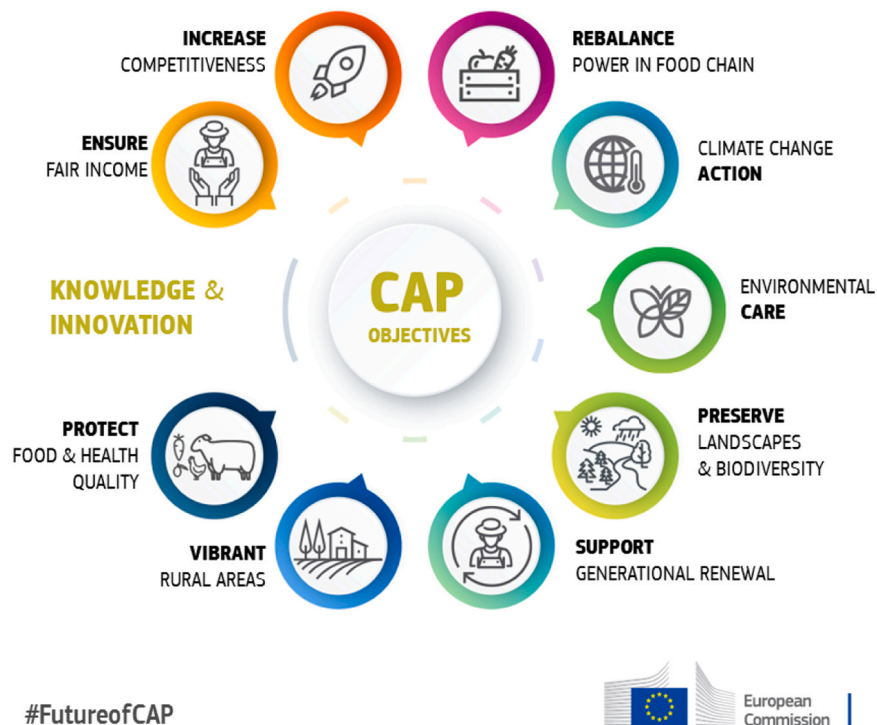 INCREASE
COMPETITIVENESS
REBALANCE
POWER IN FOOD CHAIN
ENSURE
FAIR INCOME
CLIMATE CHANGE
ACTION
KNOWLEDGE &
INNOVATION
CAP
OBJECTIVES
ENVIRONMENTAL
CARE
PROTECT
FOOD & HEALTH
QUALITY
PRESERVE
LANDSCAPES
& BIODIVERSITY
VIBRANT
RURAL AREAS
SUPPORT
GENERATIONAL RENEWAL
#FutureofCAP
European
Commission